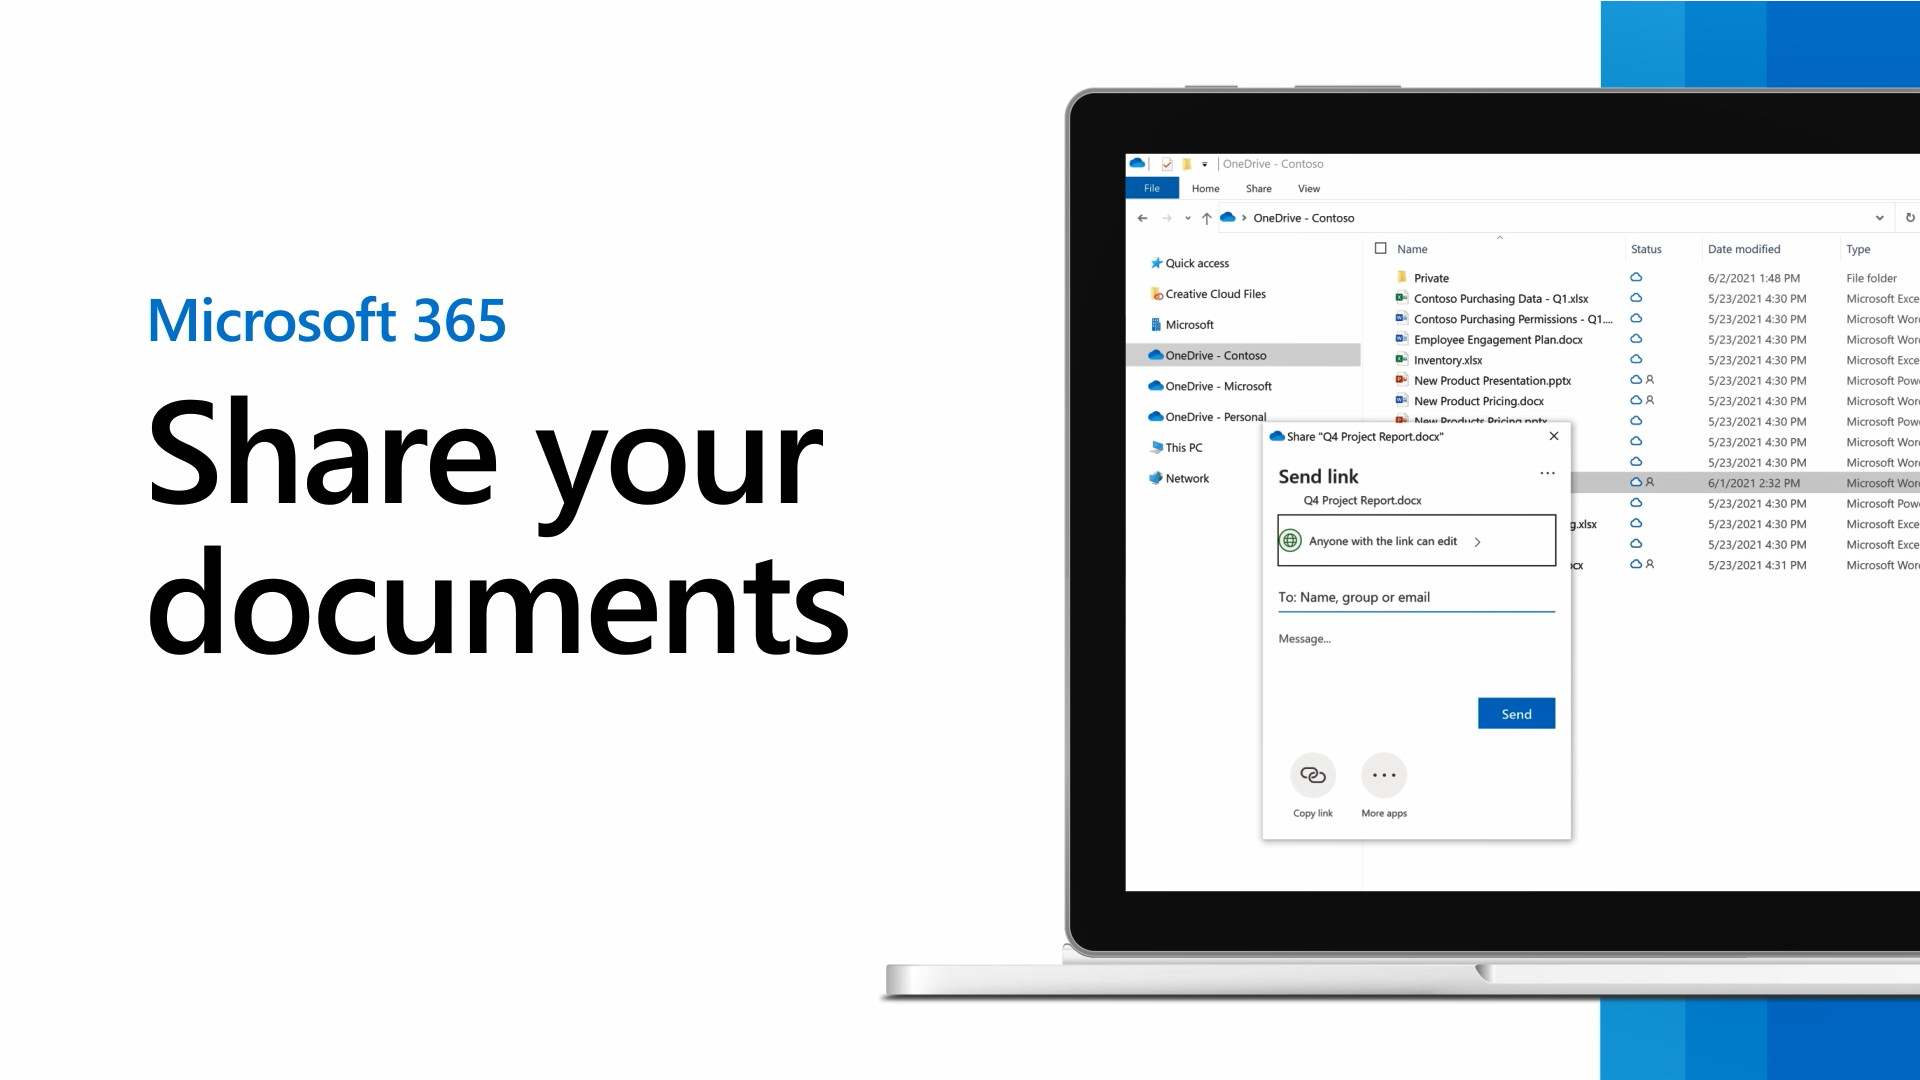 Microsoft 365
Share your
documents
OneDrive - Contoso
File Home Share View
OneDrive - Contoso
Name Status Date modified Type
Quick access
Creative Cloud Files
Microsoft
OneDrive - Contoso
OneDrive - Microsoft
OneDrive - Personal
This PC
Network
Private 6/2/2021 1:48 PM File folder
Contoso Purchasing Data - Q1.xlsx 5/23/2021 4:30 PM Microsoft Exce
Contoso Purchasing Permissions - Q1.... 5/23/2021 4:30 PM Microsoft Wor
Employee Engagement Plan.docx 5/23/2021 4:30 PM Microsoft Wor
Inventory.xlsx 5/23/2021 4:30 PM Microsoft Exce
New Product Presentation.pptx 5/23/2021 4:30 PM Microsoft Pow
New Product Pricing.docx 5/23/2021 4:30 PM Microsoft Wor
New Products Pricing.pptx 5/23/2021 4:30 PM Microsoft Pow
5/23/2021 4:30 PM Microsoft Wor
5/23/2021 4:30 PM Microsoft Wor
6/1/2021 2:32 PM Microsoft Wor
5/23/2021 4:30 PM Microsoft Pow
g.xlsx 5/23/2021 4:30 PM Microsoft Exce
5/23/2021 4:30 PM Microsoft Exce
ocx 5/23/2021 4:31 PM Microsoft Wor
Share "Q4 Project Report.docx"
Send link
Q4 Project Report.docx
Anyone with the link can edit
To: Name, group or email
Message...
Send
Copy link More apps